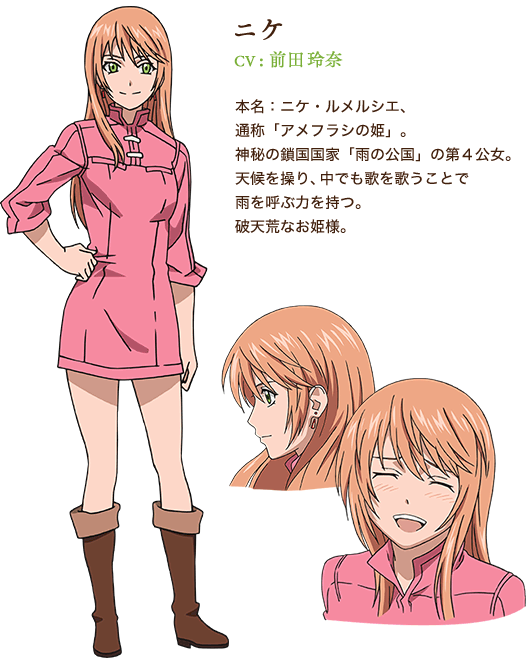 ニケ
CV : 前田 玲奈
本名：ニケ・ルメルシエ、
通称「アメフラシの姫」。
神秘の鎖国国家「雨の公国」の第４公女。
天候を操り、中でも歌を歌うことで
雨を呼ぶ力を持つ。
破天荒なお姫様。